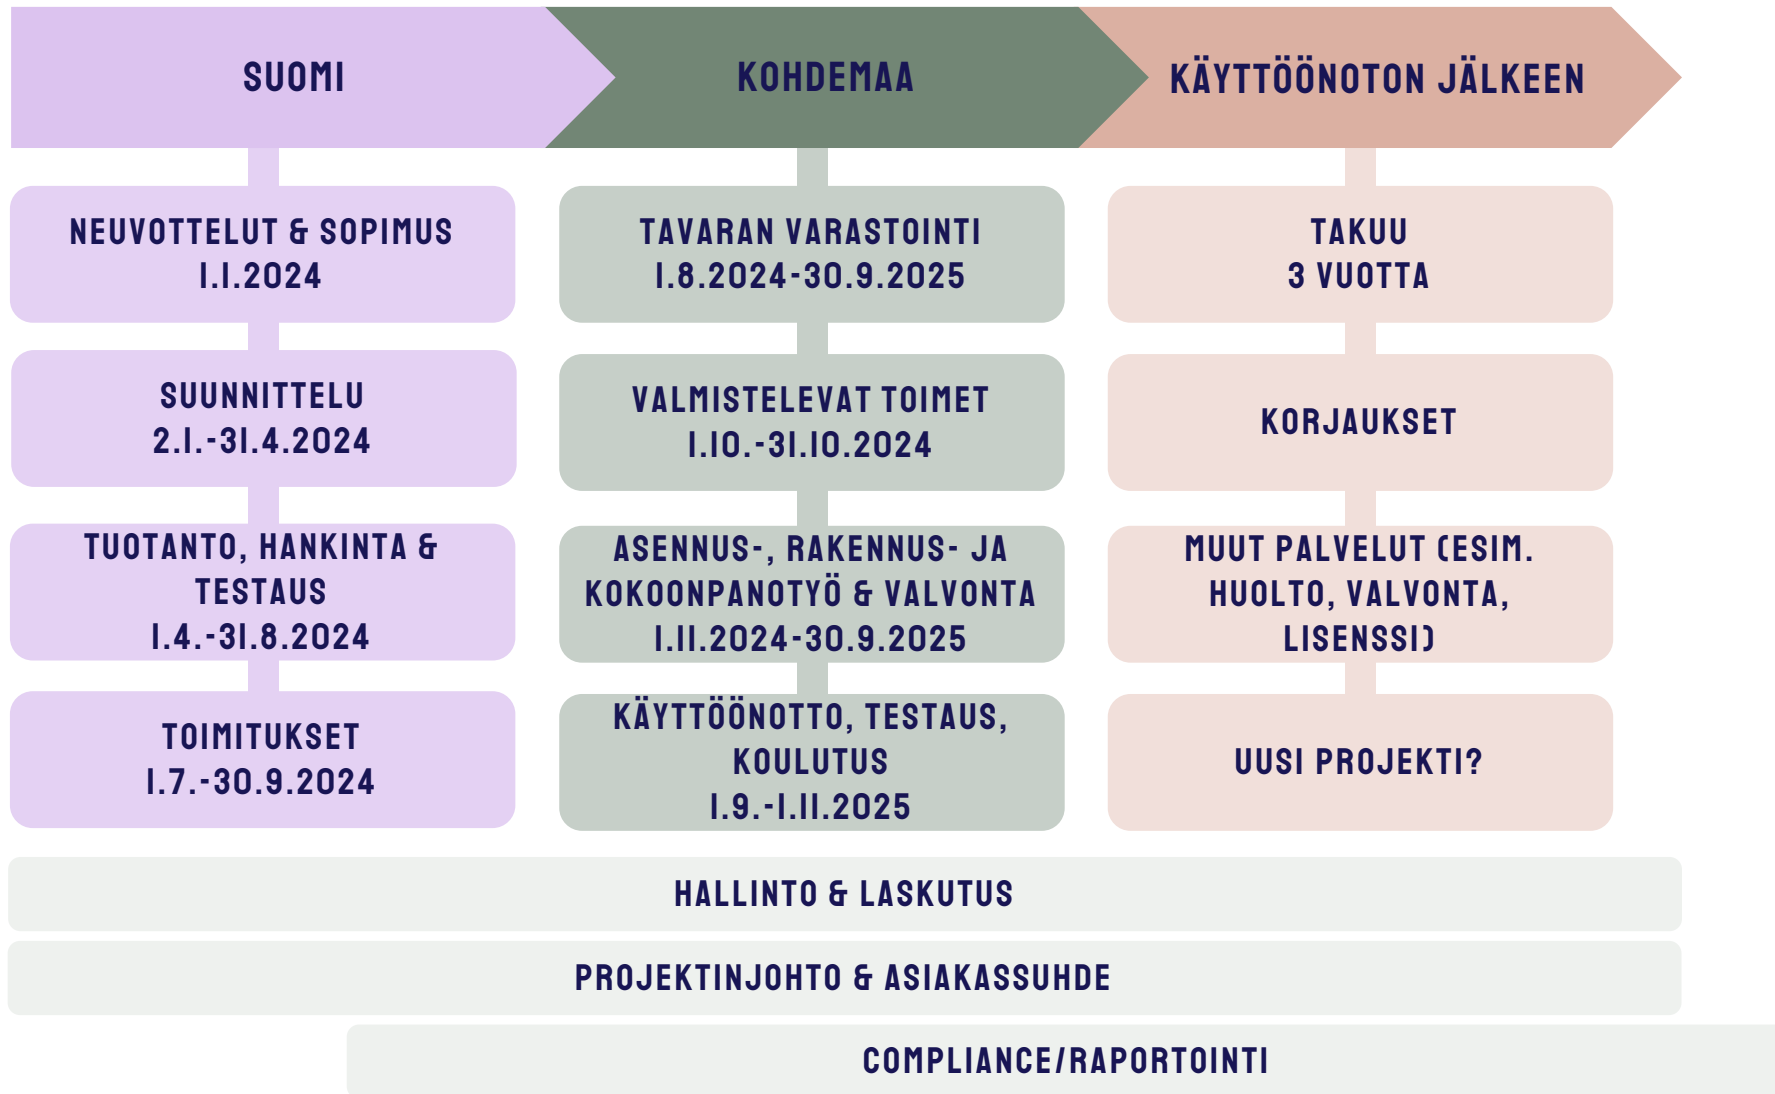 SUOMI
KOHDEMAA
KÄYTTÖÖNOTON JÄLKEEN
NEUVOTTELUT & SOPIMUS
1.1.2024
SUUNNITTELU
2.1.-31.4.2024
TUOTANTO, HANKINTA &
TESTAUS
1.4.-31.8.2024
TOIMITUKSET
1.7.-30.9.2024
TAVARAN VARASTOINTI
1.8.2024-30.9.2025
VALMISTELEVAT TOIMET
1.10.-31.10.2024
ASENNUS-, RAKENNUS- JA
KOKOONPANOTYÖ & VALVONTA
1.11.2024-30.9.2025
KÄYTTÖÖNOTTO, TESTAUS,
KOULUTUS
1.9.-1.11.2025
TAKUU
3 VUOTTA
KORJAUKSET
MUUT PALVELUT (ESIM.
HUOLTO, VALVONTA,
LISENSSI)
UUSI PROJEKTI?
HALLINTO & LASKUTUS
PROJEKTINJOHTO & ASIAKASSUHDE
COMPLIANCE/RAPORTOINTI